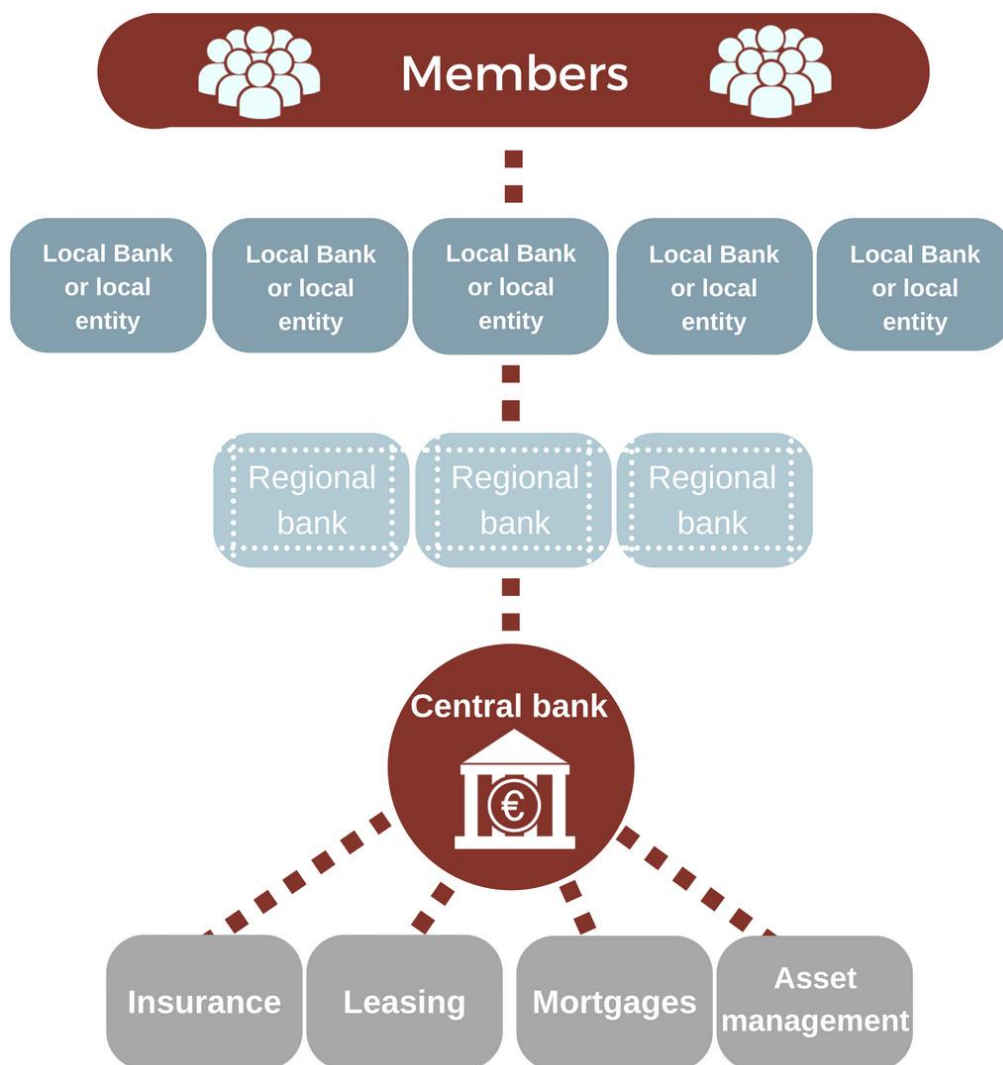 Members
Local Bank
or local
entity
Local Bank
or local
entity
Local Bank
or local
entity
Local Bank
or local
entity
Local Bank
or local
entity
Regional
bank
Regional
bank
Regional
bank
Central bank
€
Insurance
Leasing
Mortgages
Asset
management